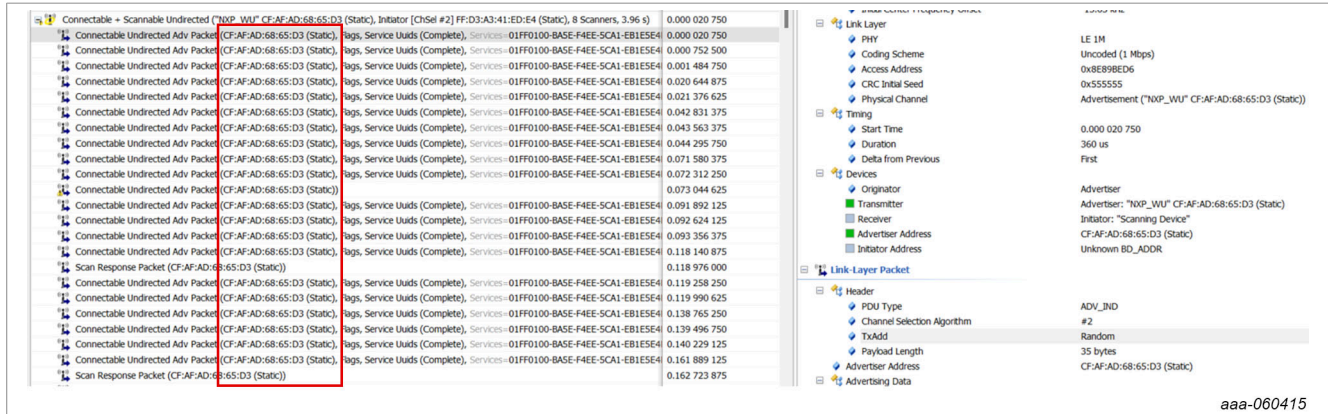 Connectable + Scannable Undirected ("NXP_WU" CF:AF:AD:68:65:D3 (Static), Initiator [ChSel #2] FF:D3:A3:41:ED:E4 (Static), 8 Scanners, 3.96 s) 0.000 020 750
Connectable Undirected Adv Packet (CF:AF:AD:68:65:D3 (Static), Flags, Service Uuids (Complete), Services=01FF0100-BA5E-F4EE-5CA1-EB1E5E4 0.000 020 750
Connectable Undirected Adv Packet (CF:AF:AD:68:65:D3 (Static), Flags, Service Uuids (Complete), Services=01FF0100-BA5E-F4EE-5CA1-EB1E5E4 0.000 752 500
Connectable Undirected Adv Packet (CF:AF:AD:68:65:D3 (Static), Flags, Service Uuids (Complete), Services=01FF0100-BA5E-F4EE-5CA1-EB1E5E4 0.001 484 750
Connectable Undirected Adv Packet (CF:AF:AD:68:65:D3 (Static), Flags, Service Uuids (Complete), Services=01FF0100-BA5E-F4EE-5CA1-EB1E5E4 0.020 644 875
Connectable Undirected Adv Packet (CF:AF:AD:68:65:D3 (Static), Flags, Service Uuids (Complete), Services=01FF0100-BA5E-F4EE-5CA1-EB1E5E4 0.021 376 625
Connectable Undirected Adv Packet (CF:AF:AD:68:65:D3 (Static), Flags, Service Uuids (Complete), Services=01FF0100-BA5E-F4EE-5CA1-EB1E5E4 0.042 831 375
Connectable Undirected Adv Packet (CF:AF:AD:68:65:D3 (Static), Flags, Service Uuids (Complete), Services=01FF0100-BA5E-F4EE-5CA1-EB1E5E4 0.043 563 375
Connectable Undirected Adv Packet (CF:AF:AD:68:65:D3 (Static), Flags, Service Uuids (Complete), Services=01FF0100-BA5E-F4EE-5CA1-EB1E5E4 0.044 295 750
Connectable Undirected Adv Packet (CF:AF:AD:68:65:D3 (Static), Flags, Service Uuids (Complete), Services=01FF0100-BA5E-F4EE-5CA1-EB1E5E4 0.071 580 375
Connectable Undirected Adv Packet (CF:AF:AD:68:65:D3 (Static), Flags, Service Uuids (Complete), Services=01FF0100-BA5E-F4EE-5CA1-EB1E5E4 0.072 312 250
Connectable Undirected Adv Packet (CF:AF:AD:68:65:D3 (Static)) 0.073 044 625
Connectable Undirected Adv Packet (CF:AF:AD:68:65:D3 (Static), Flags, Service Uuids (Complete), Services=01FF0100-BA5E-F4EE-5CA1-EB1E5E4 0.091 892 125
Connectable Undirected Adv Packet (CF:AF:AD:68:65:D3 (Static), Flags, Service Uuids (Complete), Services=01FF0100-BA5E-F4EE-5CA1-EB1E5E4 0.092 624 125
Connectable Undirected Adv Packet (CF:AF:AD:68:65:D3 (Static), Flags, Service Uuids (Complete), Services=01FF0100-BA5E-F4EE-5CA1-EB1E5E4 0.093 356 375
Connectable Undirected Adv Packet (CF:AF:AD:68:65:D3 (Static), Flags, Service Uuids (Complete), Services=01FF0100-BA5E-F4EE-5CA1-EB1E5E4 0.118 140 875
Scan Response Packet (CF:AF:AD:68:65:D3 (Static)) 0.118 976 000
Connectable Undirected Adv Packet (CF:AF:AD:68:65:D3 (Static), Flags, Service Uuids (Complete), Services=01FF0100-BA5E-F4EE-5CA1-EB1E5E4 0.119 258 250
Connectable Undirected Adv Packet (CF:AF:AD:68:65:D3 (Static), Flags, Service Uuids (Complete), Services=01FF0100-BA5E-F4EE-5CA1-EB1E5E4 0.119 990 625
Connectable Undirected Adv Packet (CF:AF:AD:68:65:D3 (Static), Flags, Service Uuids (Complete), Services=01FF0100-BA5E-F4EE-5CA1-EB1E5E4 0.138 765 250
Connectable Undirected Adv Packet (CF:AF:AD:68:65:D3 (Static), Flags, Service Uuids (Complete), Services=01FF0100-BA5E-F4EE-5CA1-EB1E5E4 0.139 496 750
Connectable Undirected Adv Packet (CF:AF:AD:68:65:D3 (Static), Flags, Service Uuids (Complete), Services=01FF0100-BA5E-F4EE-5CA1-EB1E5E4 0.140 229 125
Connectable Undirected Adv Packet (CF:AF:AD:68:65:D3 (Static), Flags, Service Uuids (Complete), Services=01FF0100-BA5E-F4EE-5CA1-EB1E5E4 0.161 889 125
Scan Response Packet (CF:AF:AD:68:65:D3 (Static)) 0.162 723 875
Link Layer
PHY LE 1M
Coding Scheme Uncoded (1 Mbps)
Access Address 0x8E89BED6
CRC Initial Seed 0x555555
Physical Channel Advertisement ("NXP_WU" CF:AF:AD:68:65:D3 (Static))
Timing
Start Time 0.000 020 750
Duration 360 us
Delta from Previous First
Devices
Originator Advertiser
Transmitter Advertiser: "NXP_WU" CF:AF:AD:68:65:D3 (Static)
Receiver Initiator: "Scanning Device"
Advertiser Address CF:AF:AD:68:65:D3 (Static)
Initiator Address Unknown BD_ADDR
Link-Layer Packet
Header
PDU Type ADV_IND
Channel Selection Algorithm #2
TxAdd Random
Payload Length 35 bytes
Advertiser Address CF:AF:AD:68:65:D3 (Static)
Advertising Data
aaa-060415